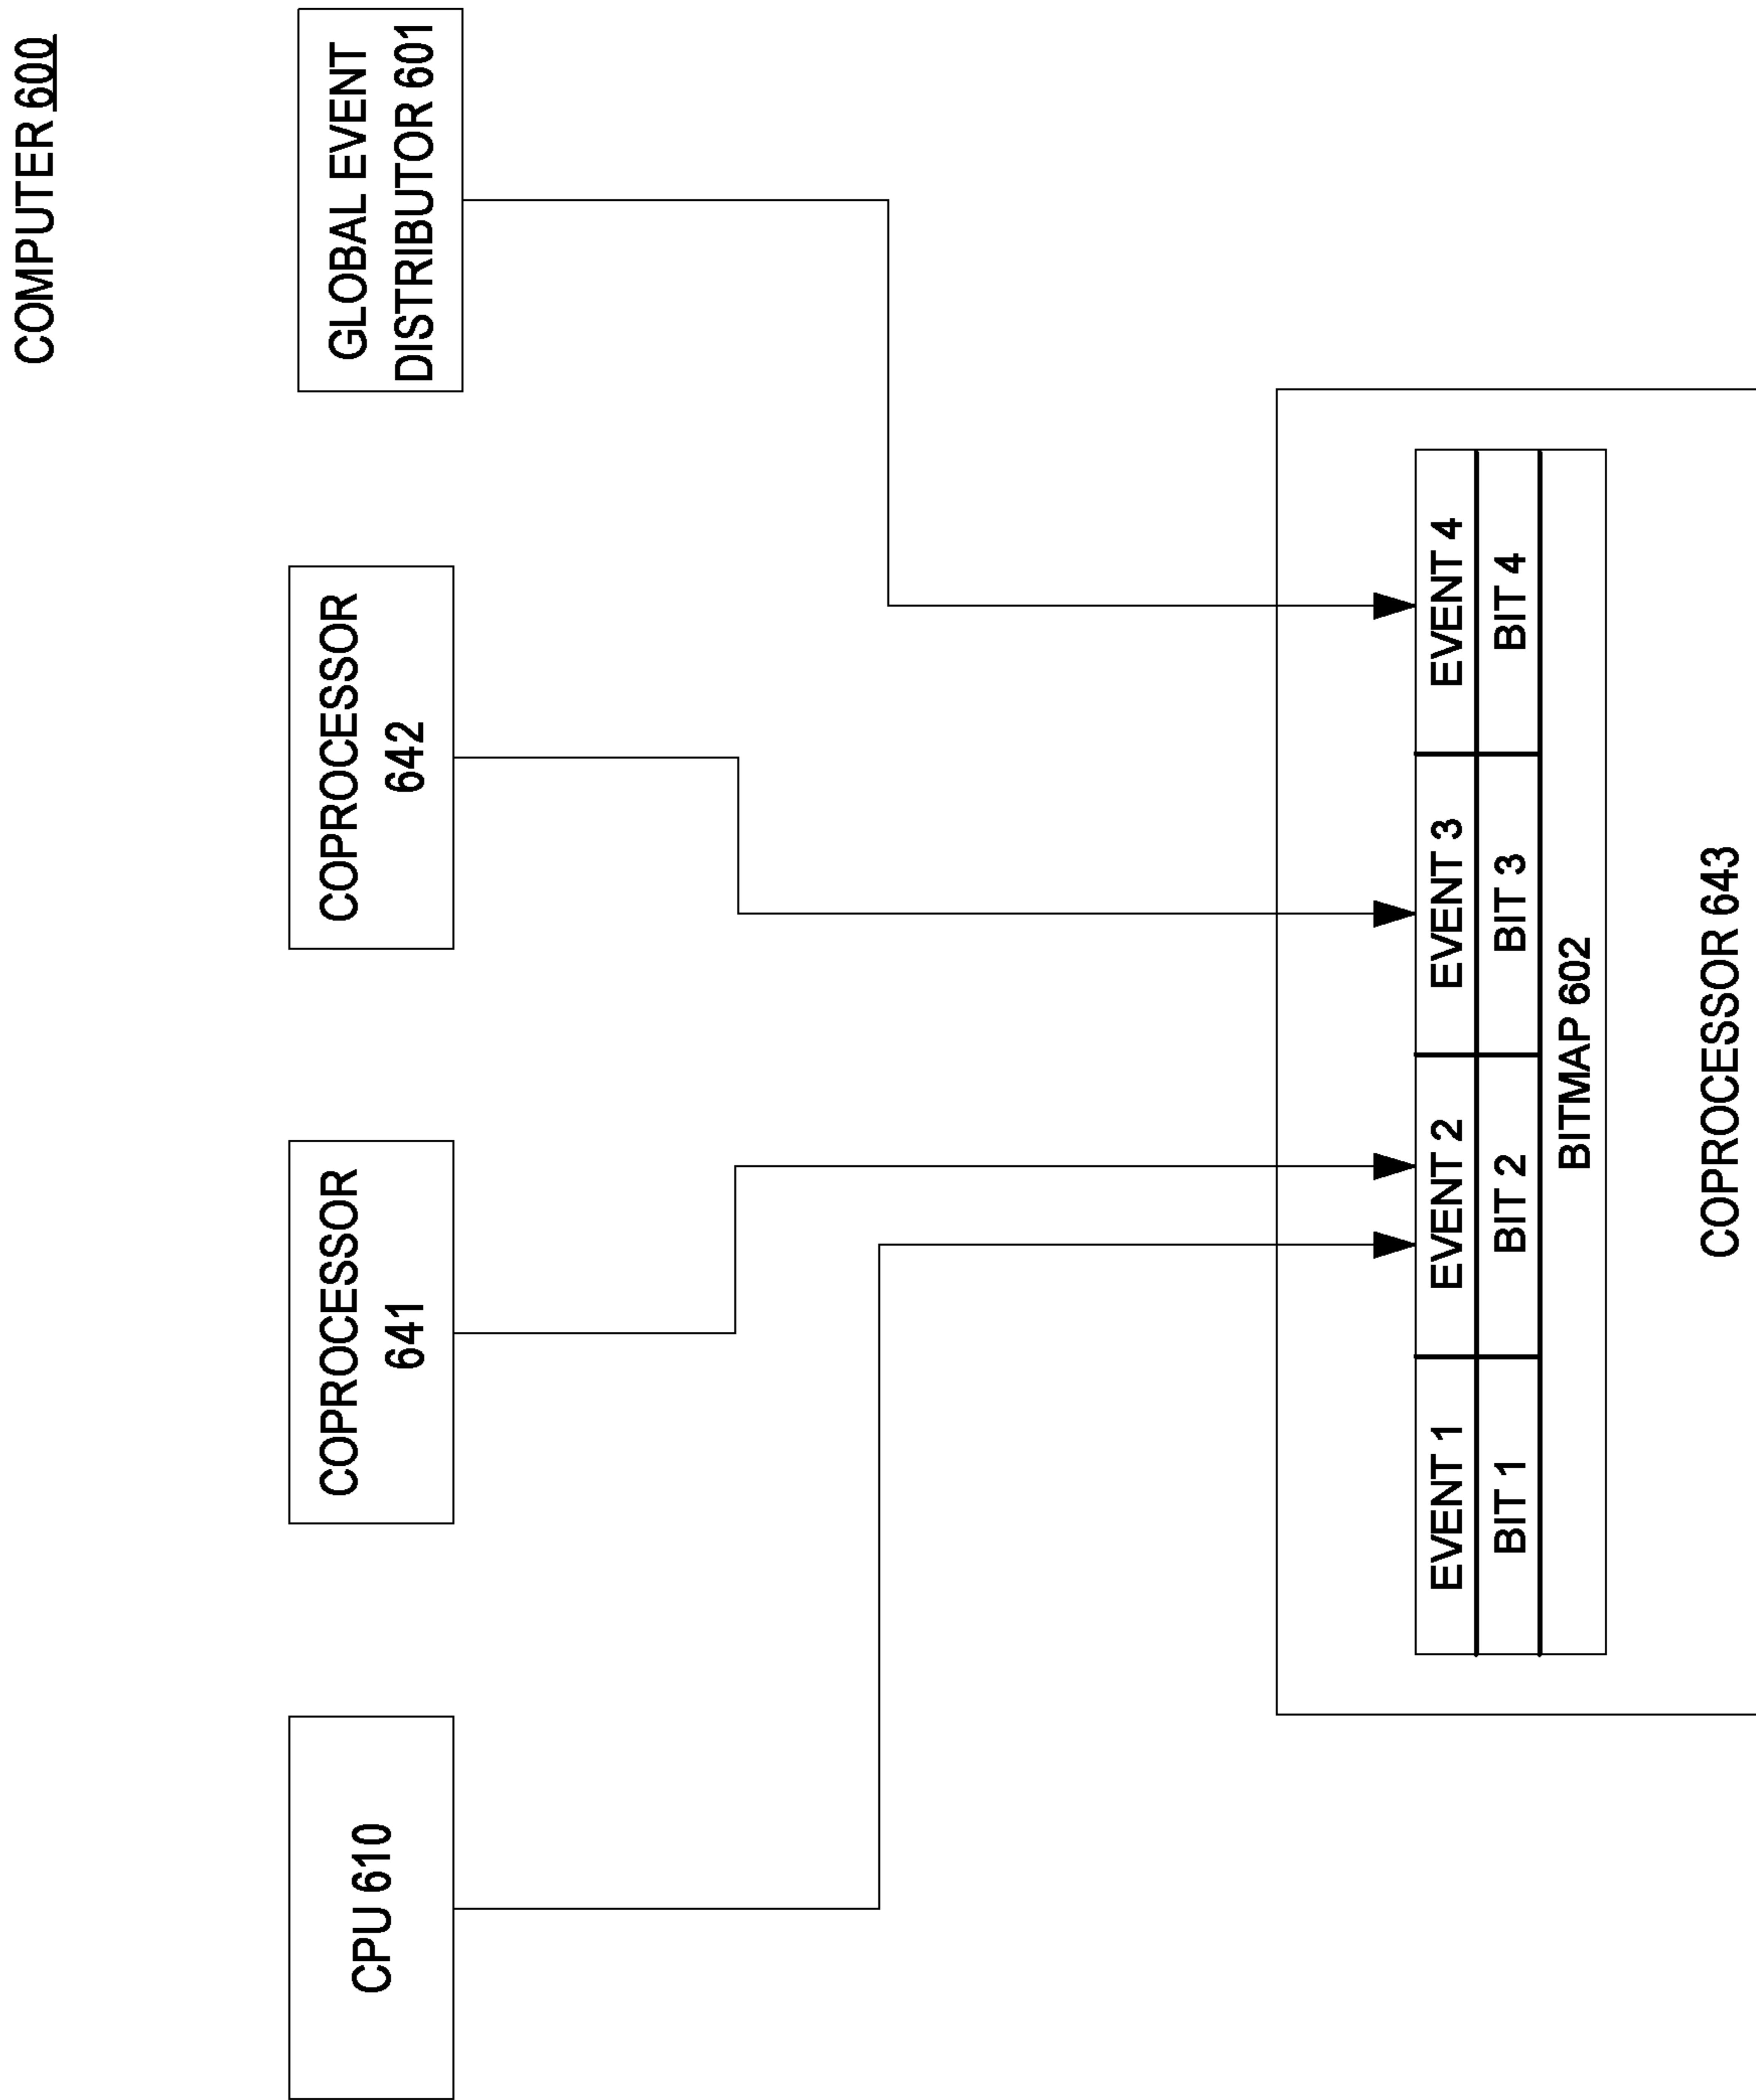 COMPUTER 600
CPU 610
COPROCESSOR
641
COPROCESSOR
642
GLOBAL EVENT
DISTRIBUTOR 601
EVENT 1
EVENT 2
EVENT 3
EVENT 4
BIT 1
BIT 2
BIT 3
BIT 4
BITMAP 602
COPROCESSOR 643